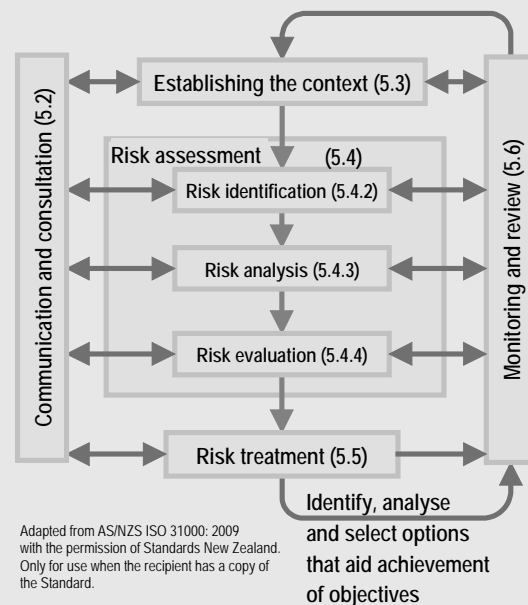 Establishing the context (5.3)
Communication and consultation (5.2)
Monitoring and review (5.6)
Risk assessment (5.4)
Risk identification (5.4.2)
Risk analysis (5.4.3)
Risk evaluation (5.4.4)
Risk treatment (5.5)
Identify, analyse
and select options
that aid achievement
of objectives
Adapted from AS/NZS ISO 31000: 2009
with the permission of Standards New Zealand.
Only for use when the recipient has a copy of
the Standard.